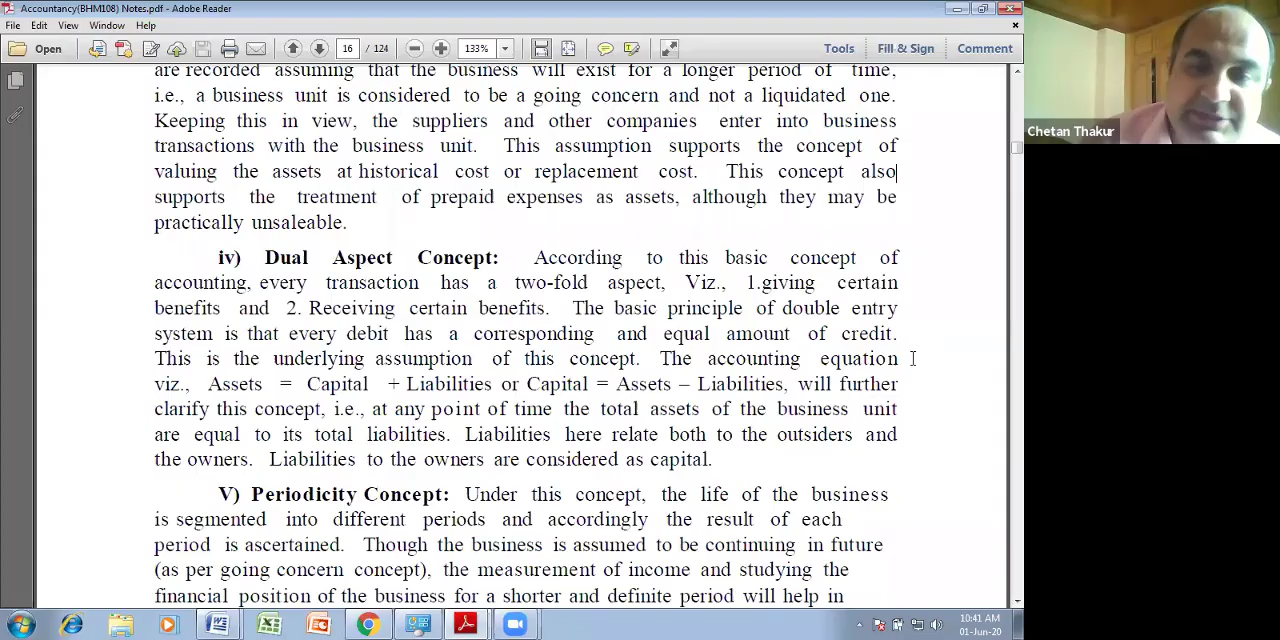 Accountancy(BHM108) Notes.pdf - Adobe Reader
File Edit View Window Help
Open 16 / 124 133% Tools Fill & Sign Comment
Chetan Thakur
are recorded assuming that the business will exist for a longer period of time,
i.e., a business unit is considered to be a going concern and not a liquidated one.
Keeping this in view, the suppliers and other companies enter into business
transactions with the business unit. This assumption supports the concept of
valuing the assets at historical cost or replacement cost. This concept also
supports the treatment of prepaid expenses as assets, although they may be
practically unsaleable.
iv) Dual Aspect Concept: According to this basic concept of
accounting, every transaction has a two-fold aspect, Viz., 1.giving certain
benefits and 2. Receiving certain benefits. The basic principle of double entry
system is that every debit has a corresponding and equal amount of credit.
This is the underlying assumption of this concept. The accounting equation
viz., Assets = Capital + Liabilities or Capital = Assets – Liabilities, will further
clarify this concept, i.e., at any point of time the total assets of the business unit
are equal to its total liabilities. Liabilities here relate both to the outsiders and
the owners. Liabilities to the owners are considered as capital.
V) Periodicity Concept: Under this concept, the life of the business
is segmented into different periods and accordingly the result of each
period is ascertained. Though the business is assumed to be continuing in future
(as per going concern concept), the measurement of income and studying the
financial position of the business for a shorter and definite period will help in
10:41 AM
01-Jun-20